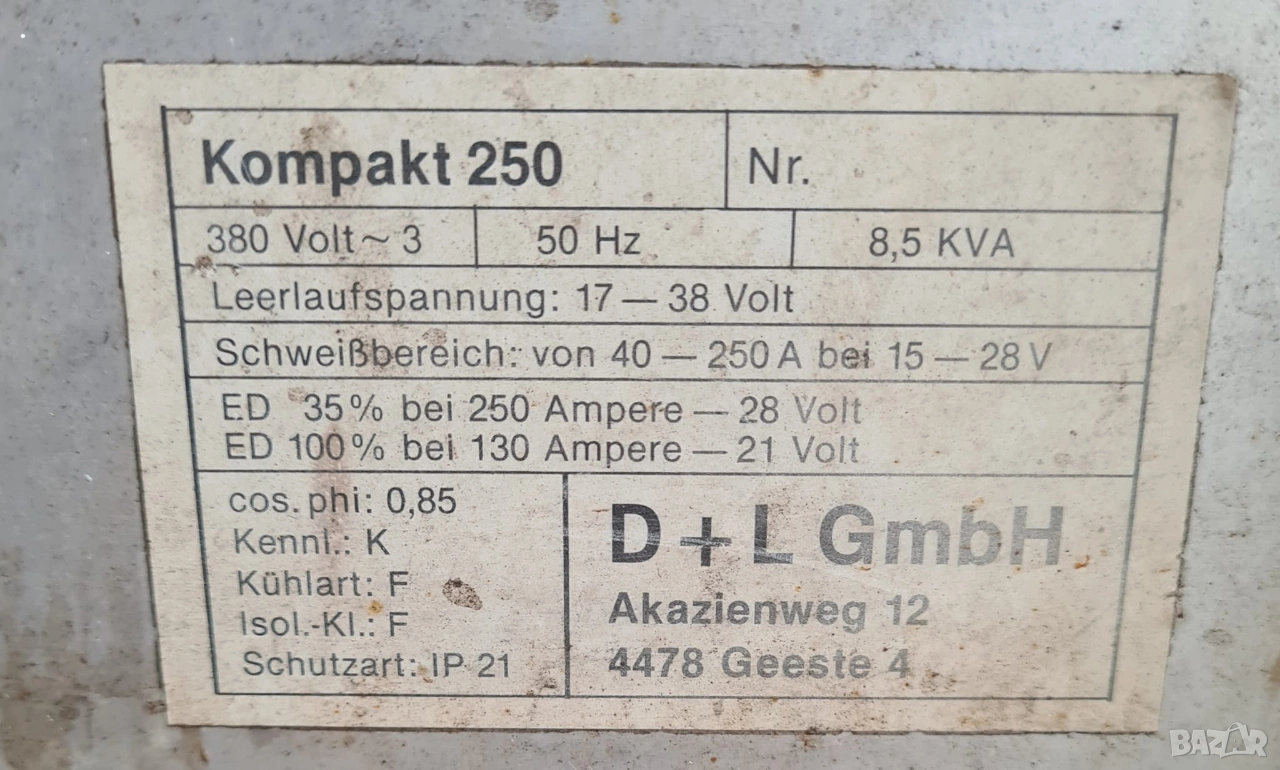 Kompakt 250 Nr.
380 Volt ~ 3 50 Hz 8,5 KVA
Leerlaufspannung: 17 — 38 Volt
Schweißbereich: von 40 — 250 A bei 15 — 28 V
ED 35% bei 250 Ampere — 28 Volt
ED 100% bei 130 Ampere — 21 Volt
cos. phi: 0,85
Kennl.: K
Kühlart: F
Isol.-Kl.: F
Schutzart: IP 21
D + L GmbH
Akazienweg 12
4478 Geeste 4
BAZAR